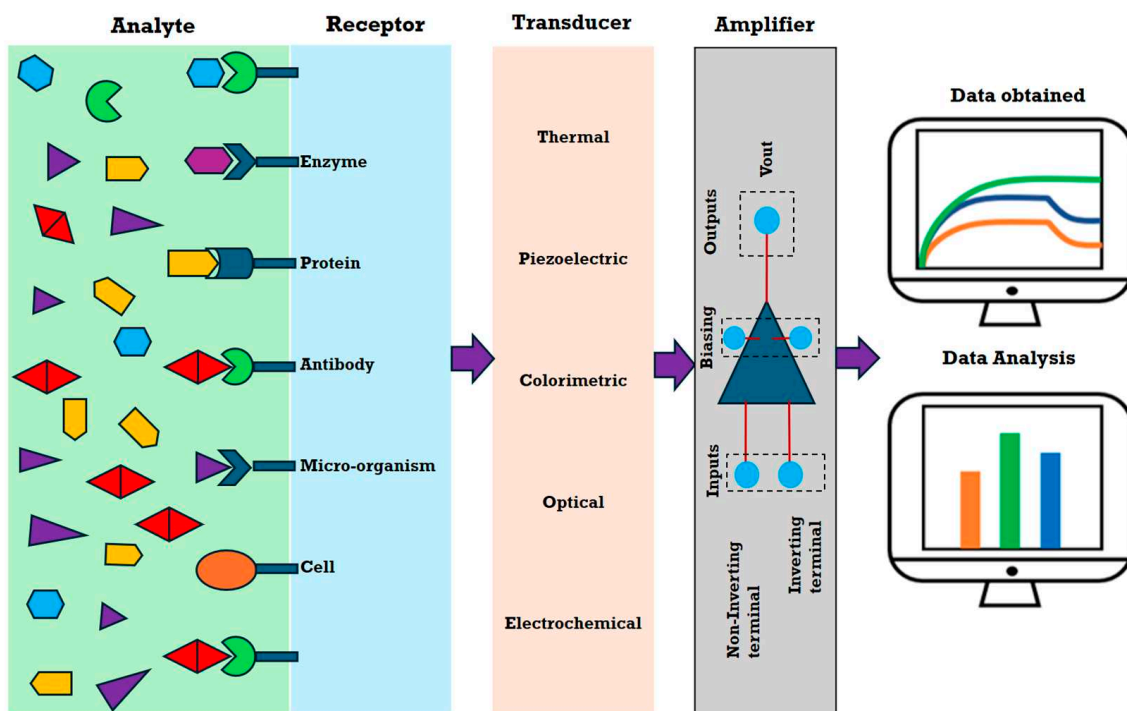 Analyte
Receptor
Transducer
Amplifier
Enzyme
Protein
Antibody
Micro-organism
Cell
Thermal
Piezoelectric
Colorimetric
Optical
Electrochemical
Vout
Outputs
Biasing
Inputs
Non-Inverting
terminal
Inverting
terminal
Data obtained
Data Analysis